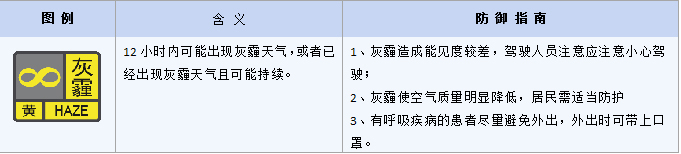 图 例
含 义
防 御 指 南
灰霾
黄 HAZE
12 小时内可能出现灰霾天气，或者已
经出现灰霾天气且可能持续。
1、灰霾造成能见度较差，驾驶人员注意应注意小心驾
驶；
2、灰霾使空气质量明显降低，居民需适当防护
3、有呼吸疾病的患者尽量避免外出，外出时可带上口
罩。